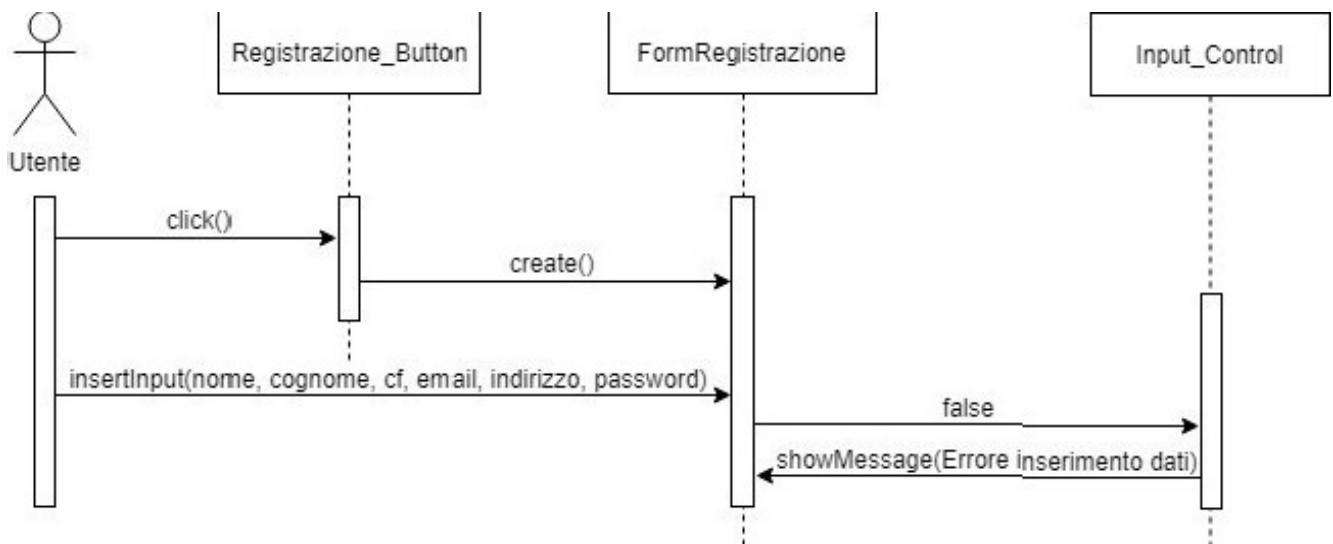 Registrazione_Button
FormRegistrazione
Input_Control
Utente
click()
create()
insertInput(nome, cognome, cf, email, indirizzo, password)
false
showMessage(Errore inserimento dati)